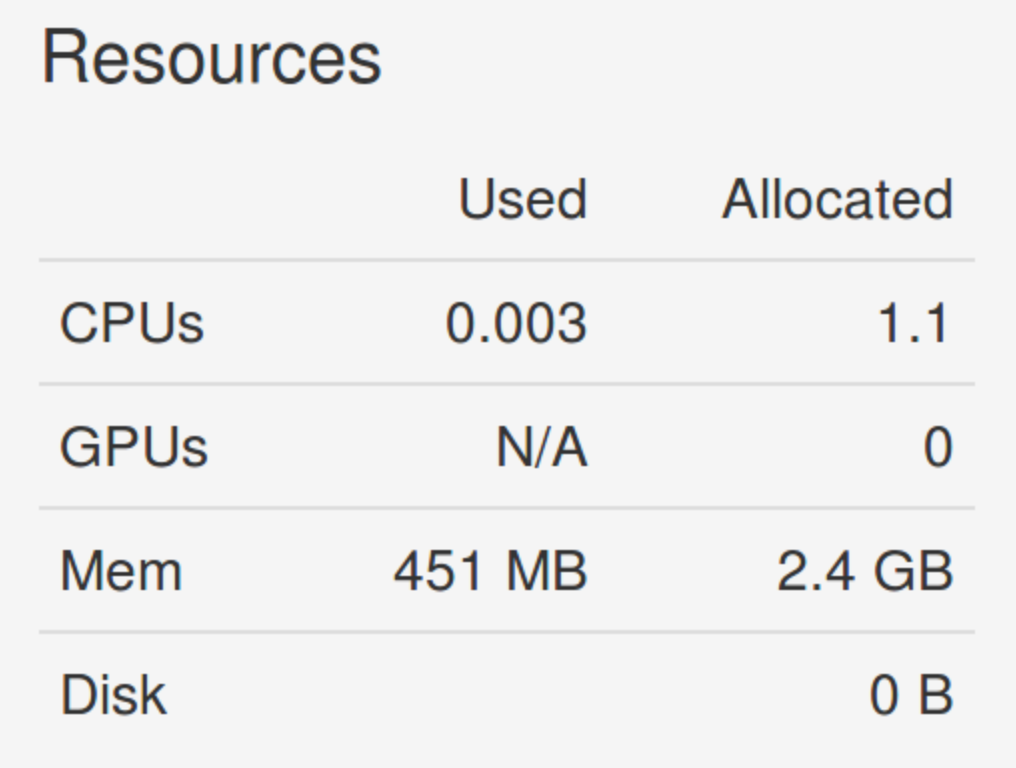 Resources
Used Allocated
CPUs 0.003 1.1
GPUs N/A 0
Mem 451 MB 2.4 GB
Disk 0 B